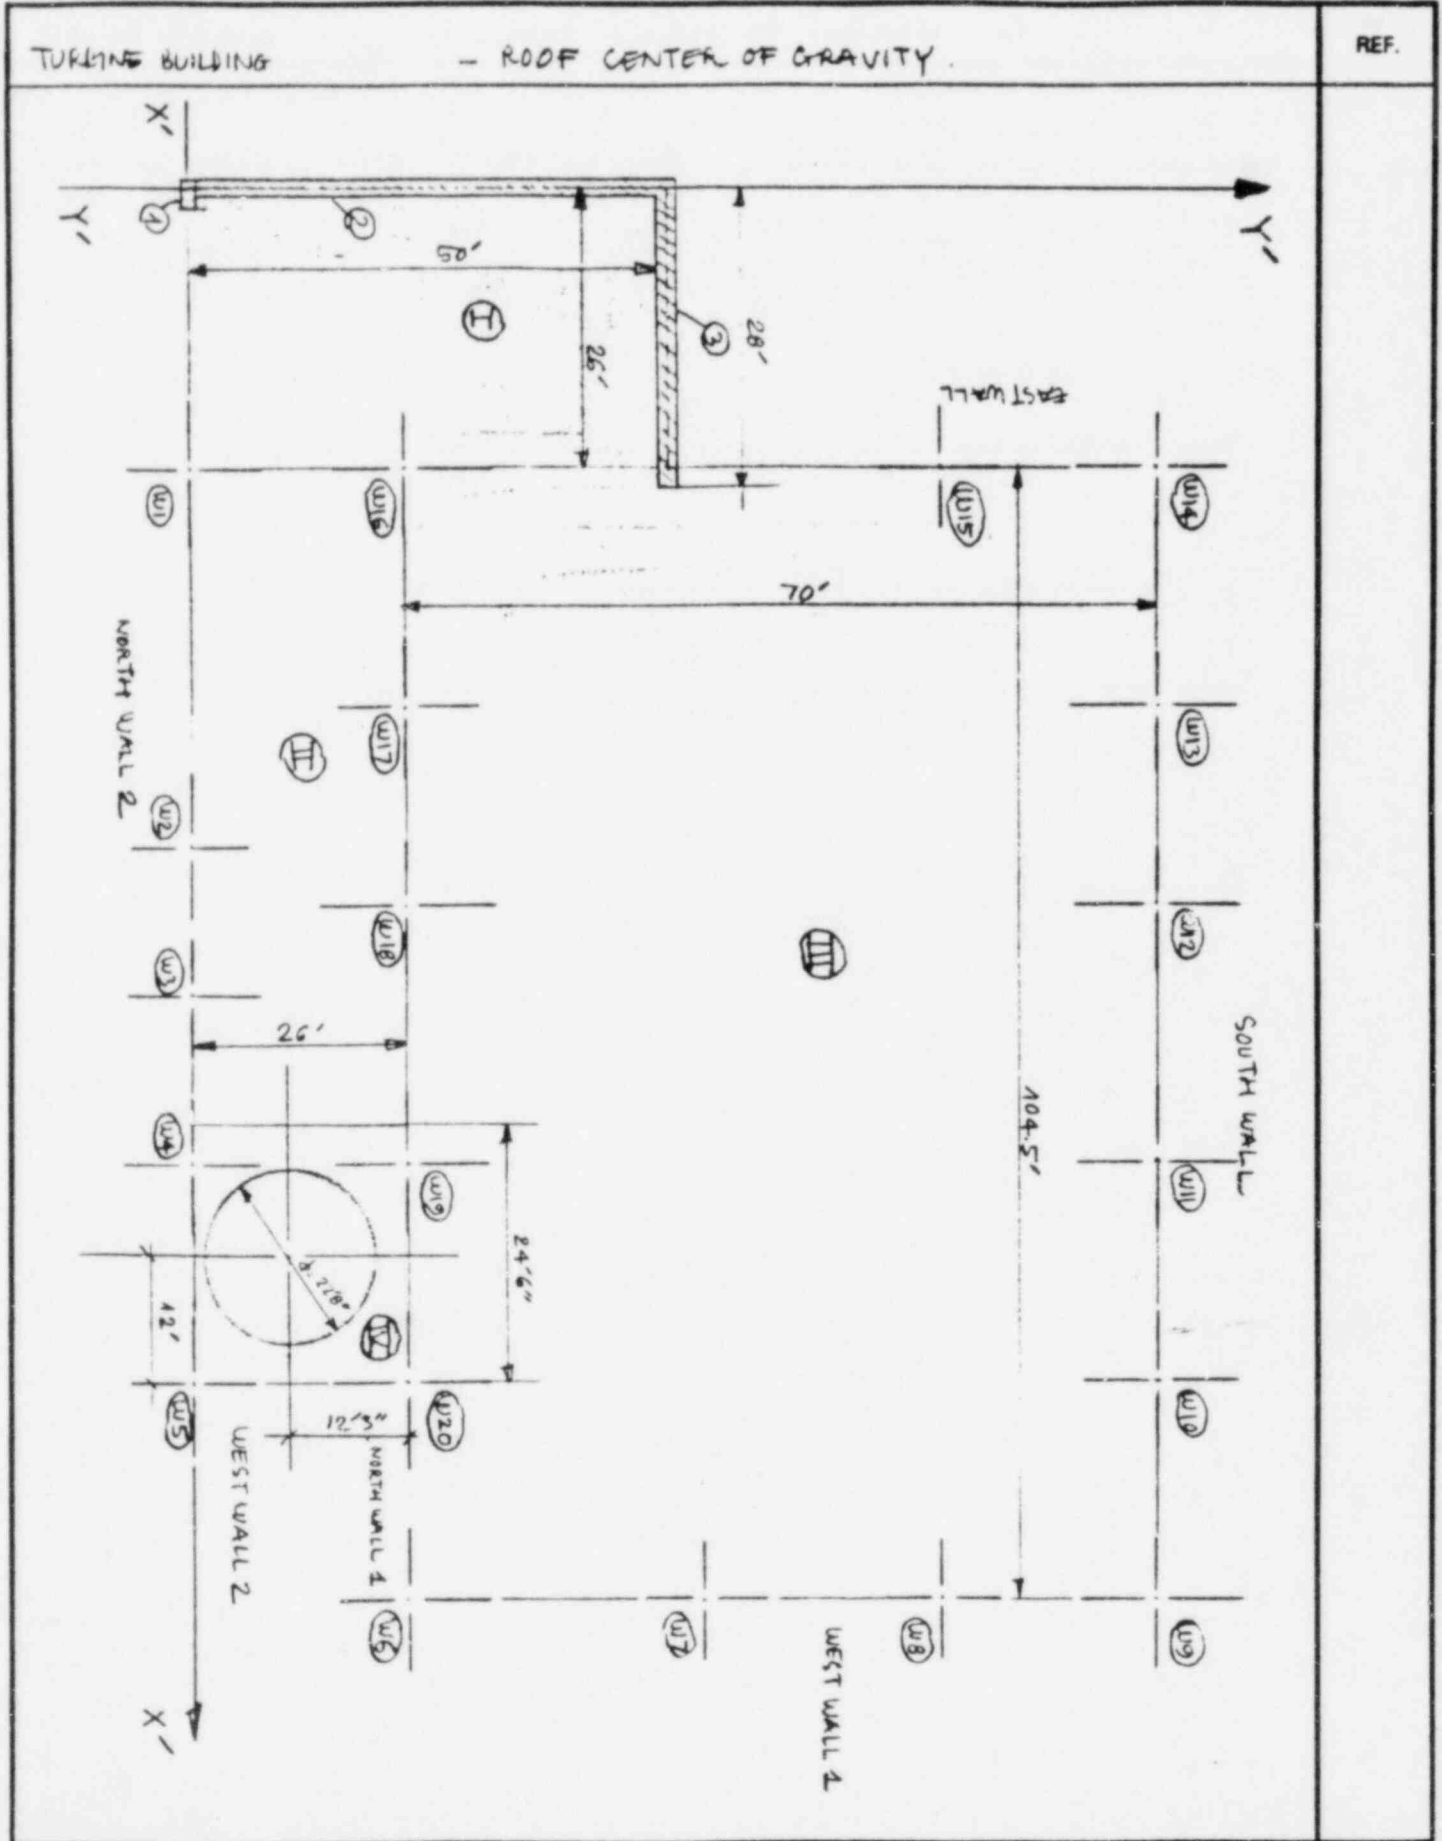 TURBINE BUILDING - ROOF CENTER OF GRAVITY.
REF.
X'
Y'
Y'
1
2
3
I
26'
28'
EAST WALL
W1
W16
W15
W14
70'
NORTH WALL 2
II
W17
W13
W2
W18
W12
III
W3
26'
SOUTH WALL
104.5'
W4
W19
W11
24'6"
12'
IV
W5
12'3"
W20
W10
WEST WALL 2
NORTH WALL 1
W6
W7
W8
W9
WEST WALL 1
X'